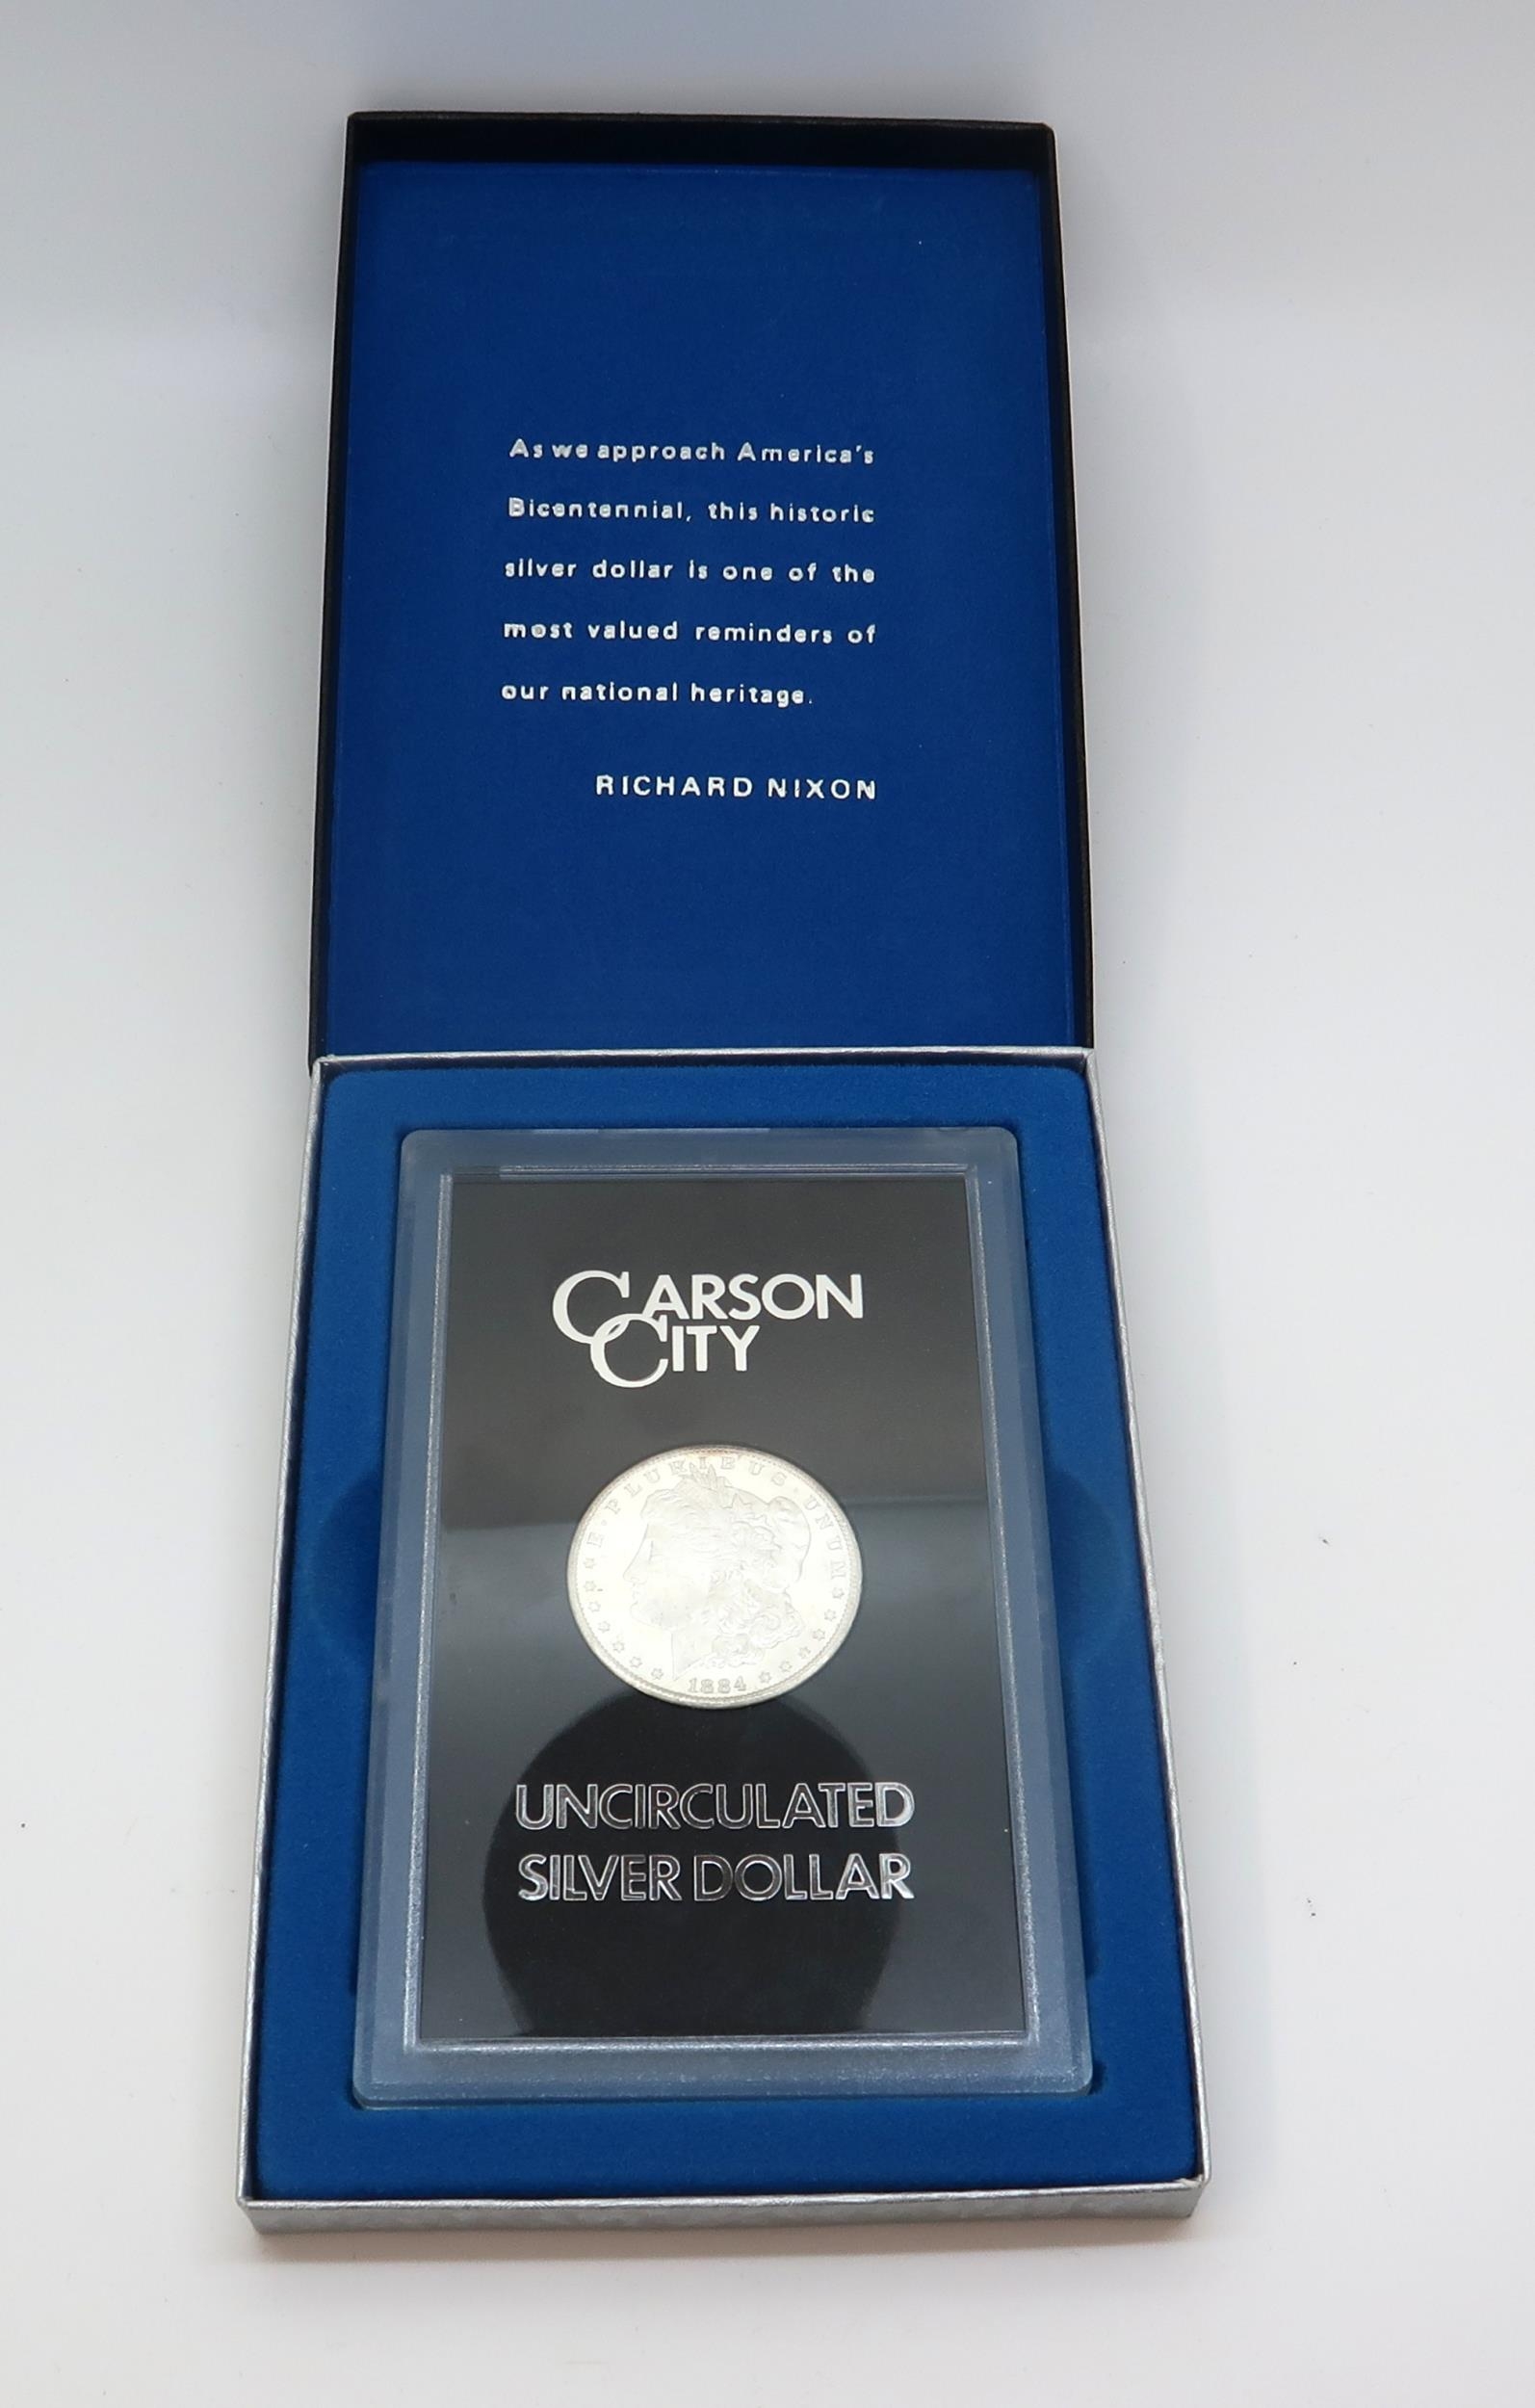 As we approach America's
Bicentennial, this historic
silver dollar is one of the
most valued reminders of
our national heritage.
RICHARD NIXON
CARSON
CITY
E·PLURIBUS·UNUM
1884
UNCIRCULATED
SILVER DOLLAR